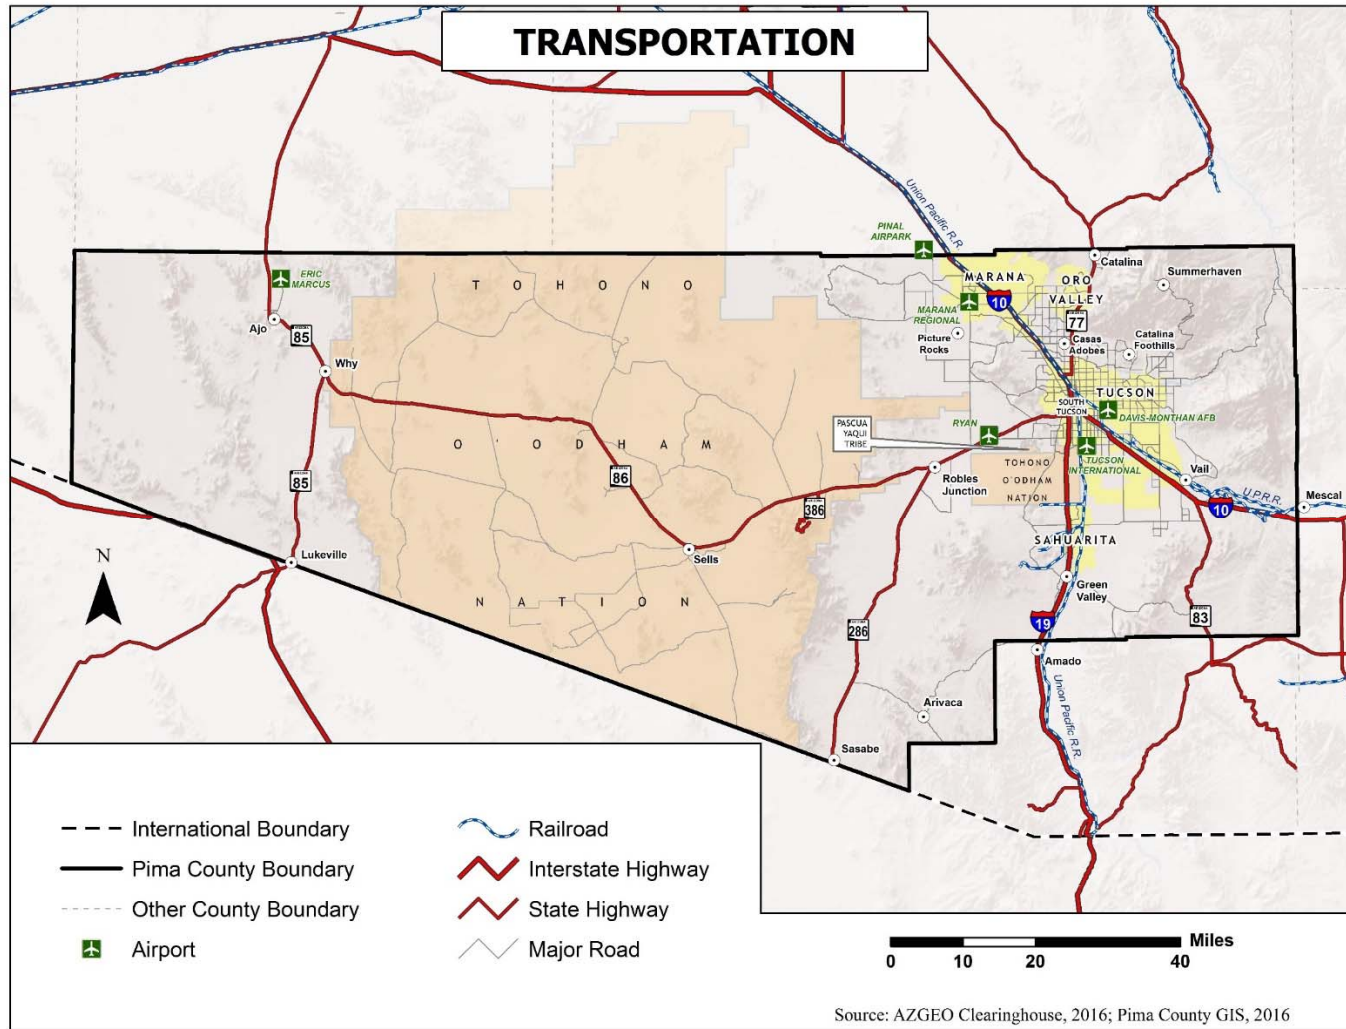 TRANSPORTATION
Union Pacific R.R.
PINAL
AIRPARK
ERIC
MARCUS
Catalina
MARANA
Summerhaven
ORO
VALLEY
TOHONO
MARANA
REGIONAL
10
77
Ajo
85
Picture
Rocks
Casas
Adobes
Catalina
Foothills
Why
TUCSON
SOUTH
TUCSON
DAVIS-MONTHAN AFB
PASCUA
YAQUI
TRIBE
RYAN
O'ODHAM
TUCSON
INTERNATIONAL
TOHONO
O'ODHAM
NATION
Robles
Junction
Vail
86
85
386
U.P.R.R.
Mescal
10
SAHUARITA
N
Lukeville
Sells
Green
Valley
NATION
286
19
83
Amado
Union Pacific R.R.
Arivaca
Sasabe
International Boundary
Pima County Boundary
Other County Boundary
Airport
Railroad
Interstate Highway
State Highway
Major Road
Miles
0 10 20 40
Source: AZGEO Clearinghouse, 2016; Pima County GIS, 2016